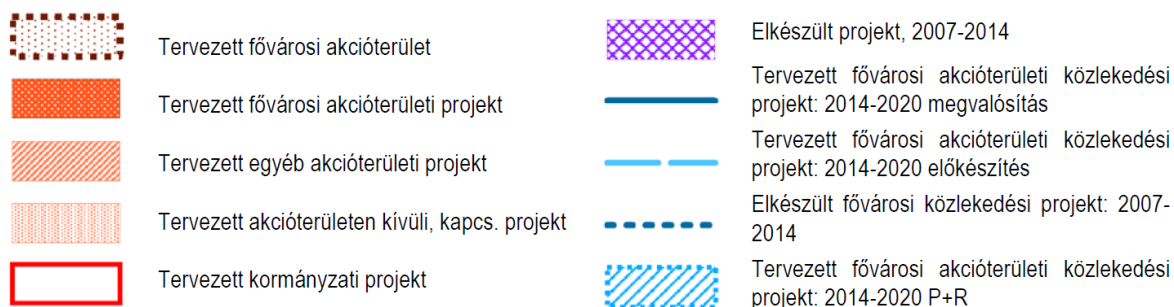 Tervezett fővárosi akcióterület
Tervezett fővárosi akcióterületi projekt
Tervezett egyéb akcióterületi projekt
Tervezett akcióterületen kívüli, kapcs. projekt
Tervezett kormányzati projekt
Elkészült projekt, 2007-2014
Tervezett fővárosi akcióterületi közlekedési
projekt: 2014-2020 megvalósítás
Tervezett fővárosi akcióterületi közlekedési
projekt: 2014-2020 előkészítés
Elkészült fővárosi közlekedési projekt: 2007-
2014
Tervezett fővárosi akcióterületi közlekedési
projekt: 2014-2020 P+R